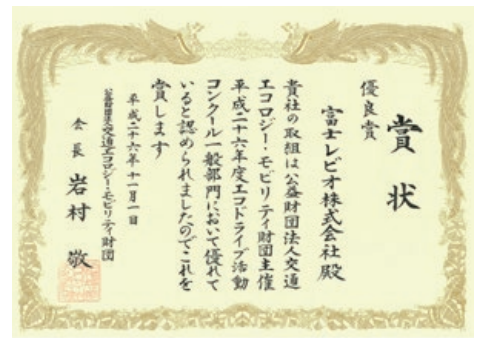 賞状
優良賞
富士レビオ株式会社殿
貴社の取組は公益財団法人交通
エコロジー・モビリティ財団主催
平成二十六年度エコドライブ活動
コンクール一般部門において優れて
いると認められましたのでこれを
賞します
平成二十六年十一月一日
公益財団法人交通エコロジー・モビリティ財団
会長 岩村 敬